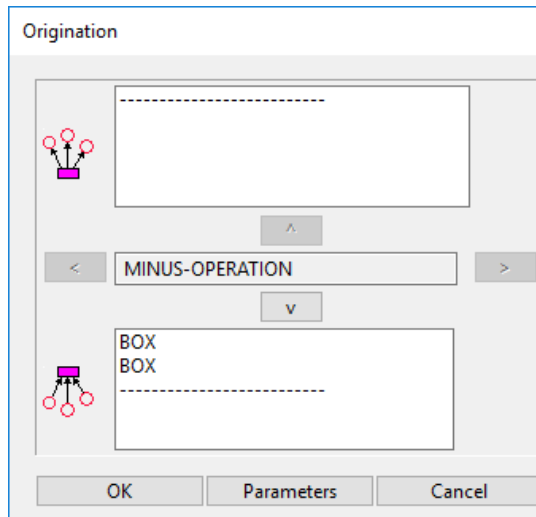 Origination
--------------------------
^
< MINUS-OPERATION >
v
BOX
BOX
--------------------------
OK Parameters Cancel